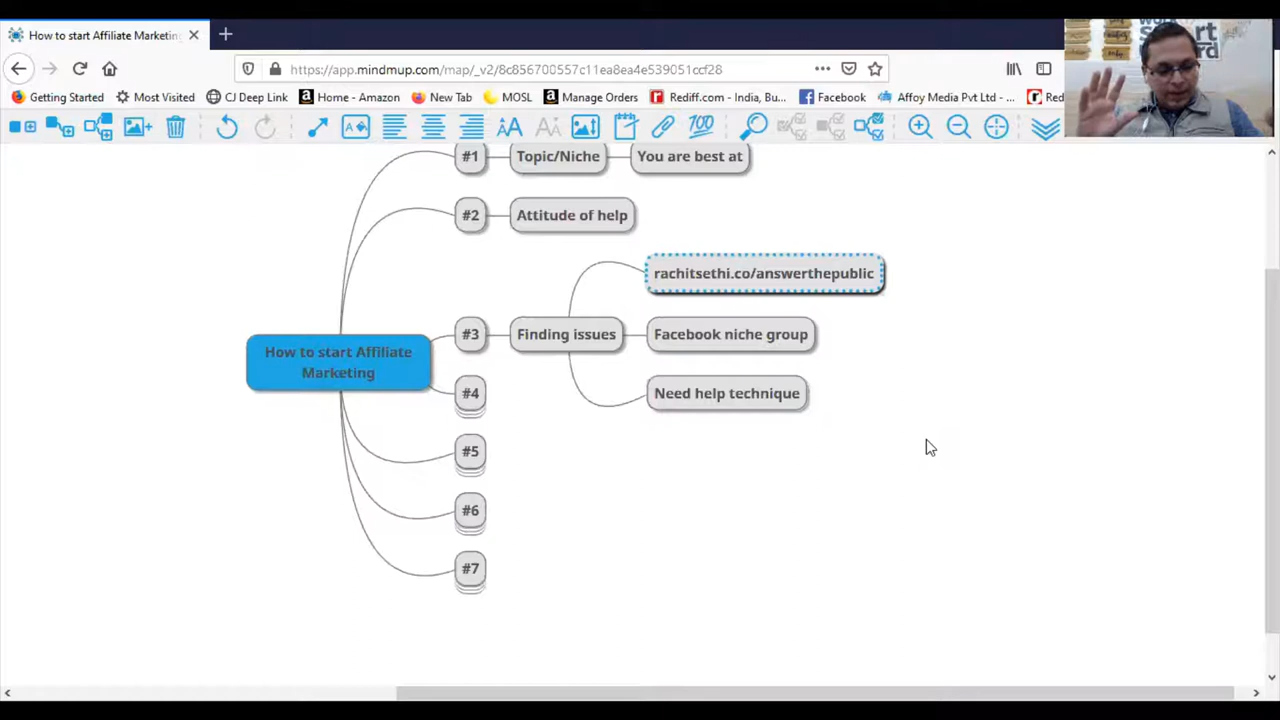 How to start Affiliate Marketin
https://app.mindmup.com/map/_v2/8c856700557c11ea8ea4e539051ccf28
Getting Started
Most Visited
CJ Deep Link
Home - Amazon
New Tab
MOSL
Manage Orders
Rediff.com - India, Bu...
Facebook
Affoy Media Pvt Ltd - ...
Red
#1
Topic/Niche
You are best at
#2
Attitude of help
rachitsethi.co/answerthepublic
#3
Finding issues
Facebook niche group
How to start Affiliate
Marketing
#4
Need help technique
#5
#6
#7